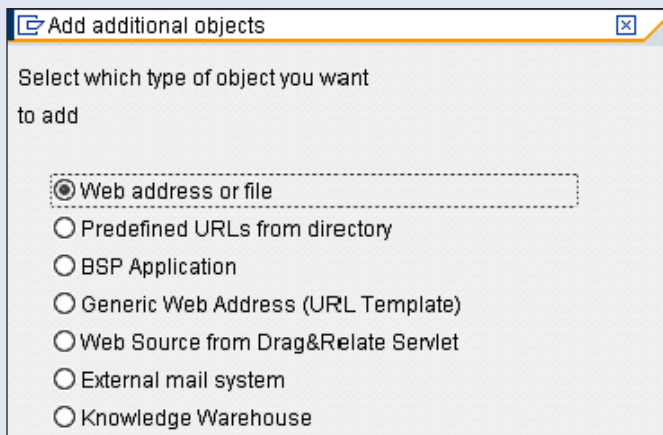 Add additional objects
Select which type of object you want
to add
Web address or file
Predefined URLs from directory
BSP Application
Generic Web Address (URL Template)
Web Source from Drag&Relate Servlet
External mail system
Knowledge Warehouse